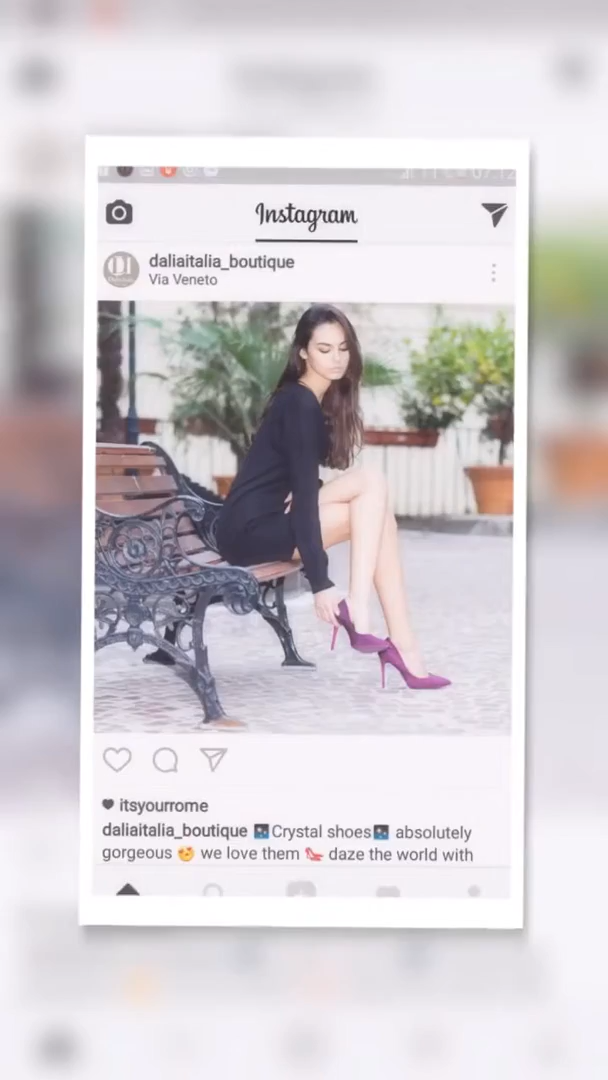 Instagram
daliaitalia_boutique
Via Veneto
itsyourrome
daliaitalia_boutique 🌃Crystal shoes🌃 absolutely
gorgeous 😍 we love them 👠 daze the world with